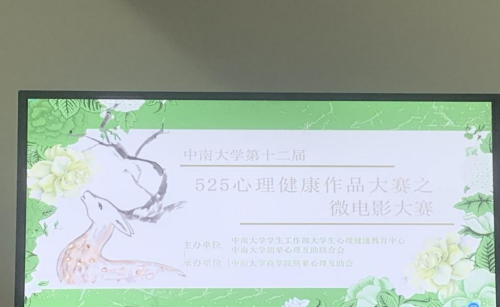 中南大学第十二届
525心理健康作品大赛之
微电影大赛
主办单位:中南大学学生工作部大学生心理健康教育中心
中南大学朋辈心理互助联合会
承办单位:中南大学商学院朋辈心理互助会